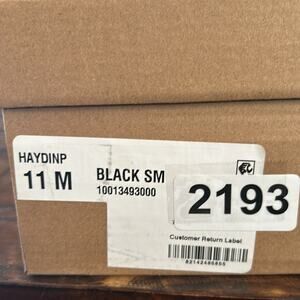 HAYDINP
11 M
BLACK SM
10013493000
2193
Customer Return Label